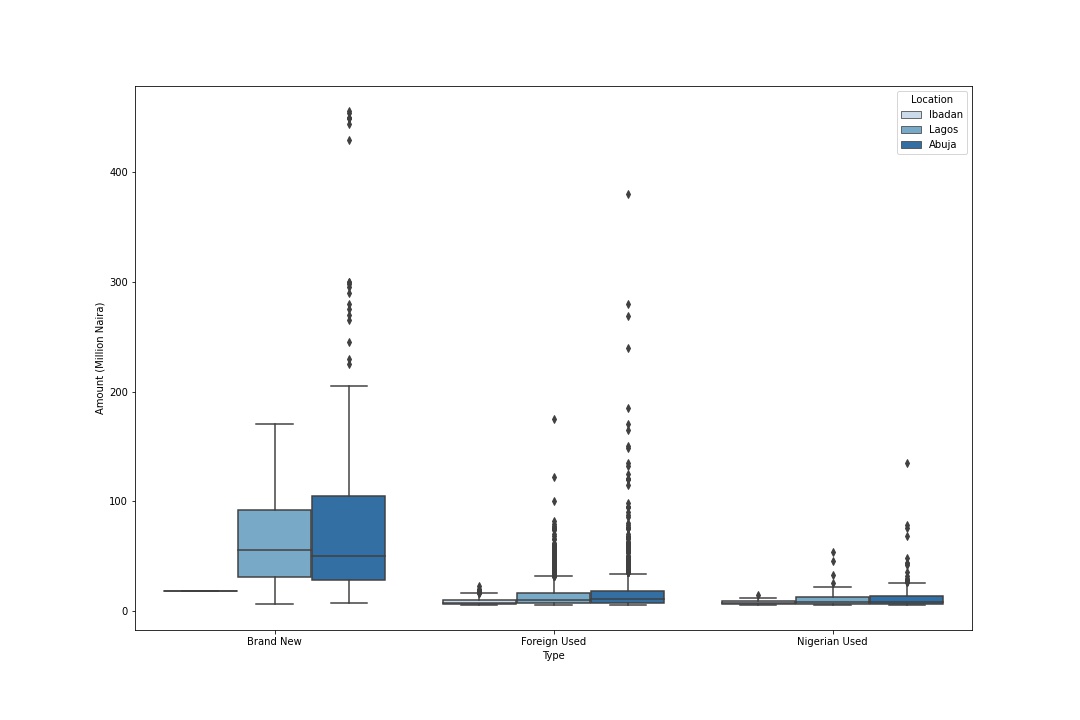 Location
Ibadan
Lagos
Abuja
400
300
200
100
0
Amount (Million Naira)
Brand New
Foreign Used
Nigerian Used
Type